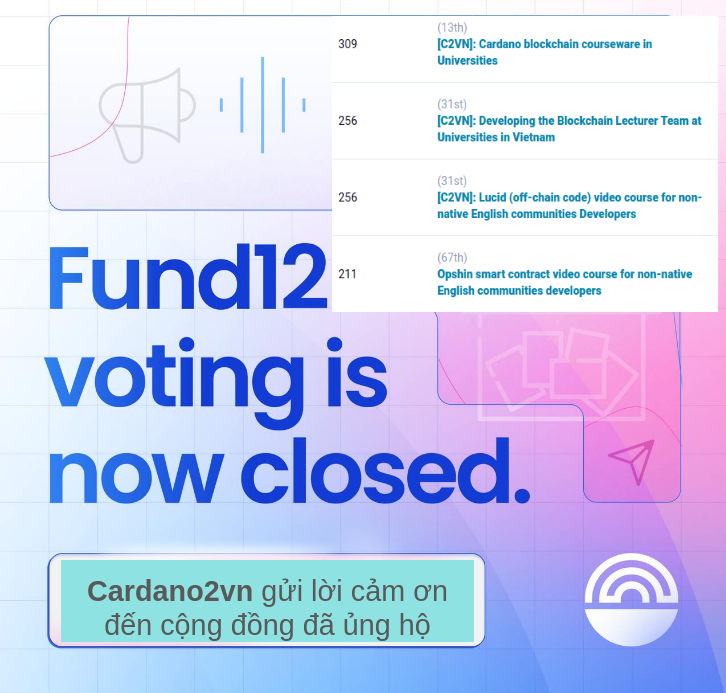 (13th)
309
[C2VN]: Cardano blockchain courseware in
Universities
(31st)
256
[C2VN]: Developing the Blockchain Lecturer Team at
Universities in Vietnam
(31st)
256
[C2VN]: Lucid (off-chain code) video course for non-
native English communities Developers
(67th)
211
Opshin smart contract video course for non-native
English communities developers
Fund12
voting is
now closed.
Cardano2vn gửi lời cảm ơn
đến cộng đồng đã ủng hộ